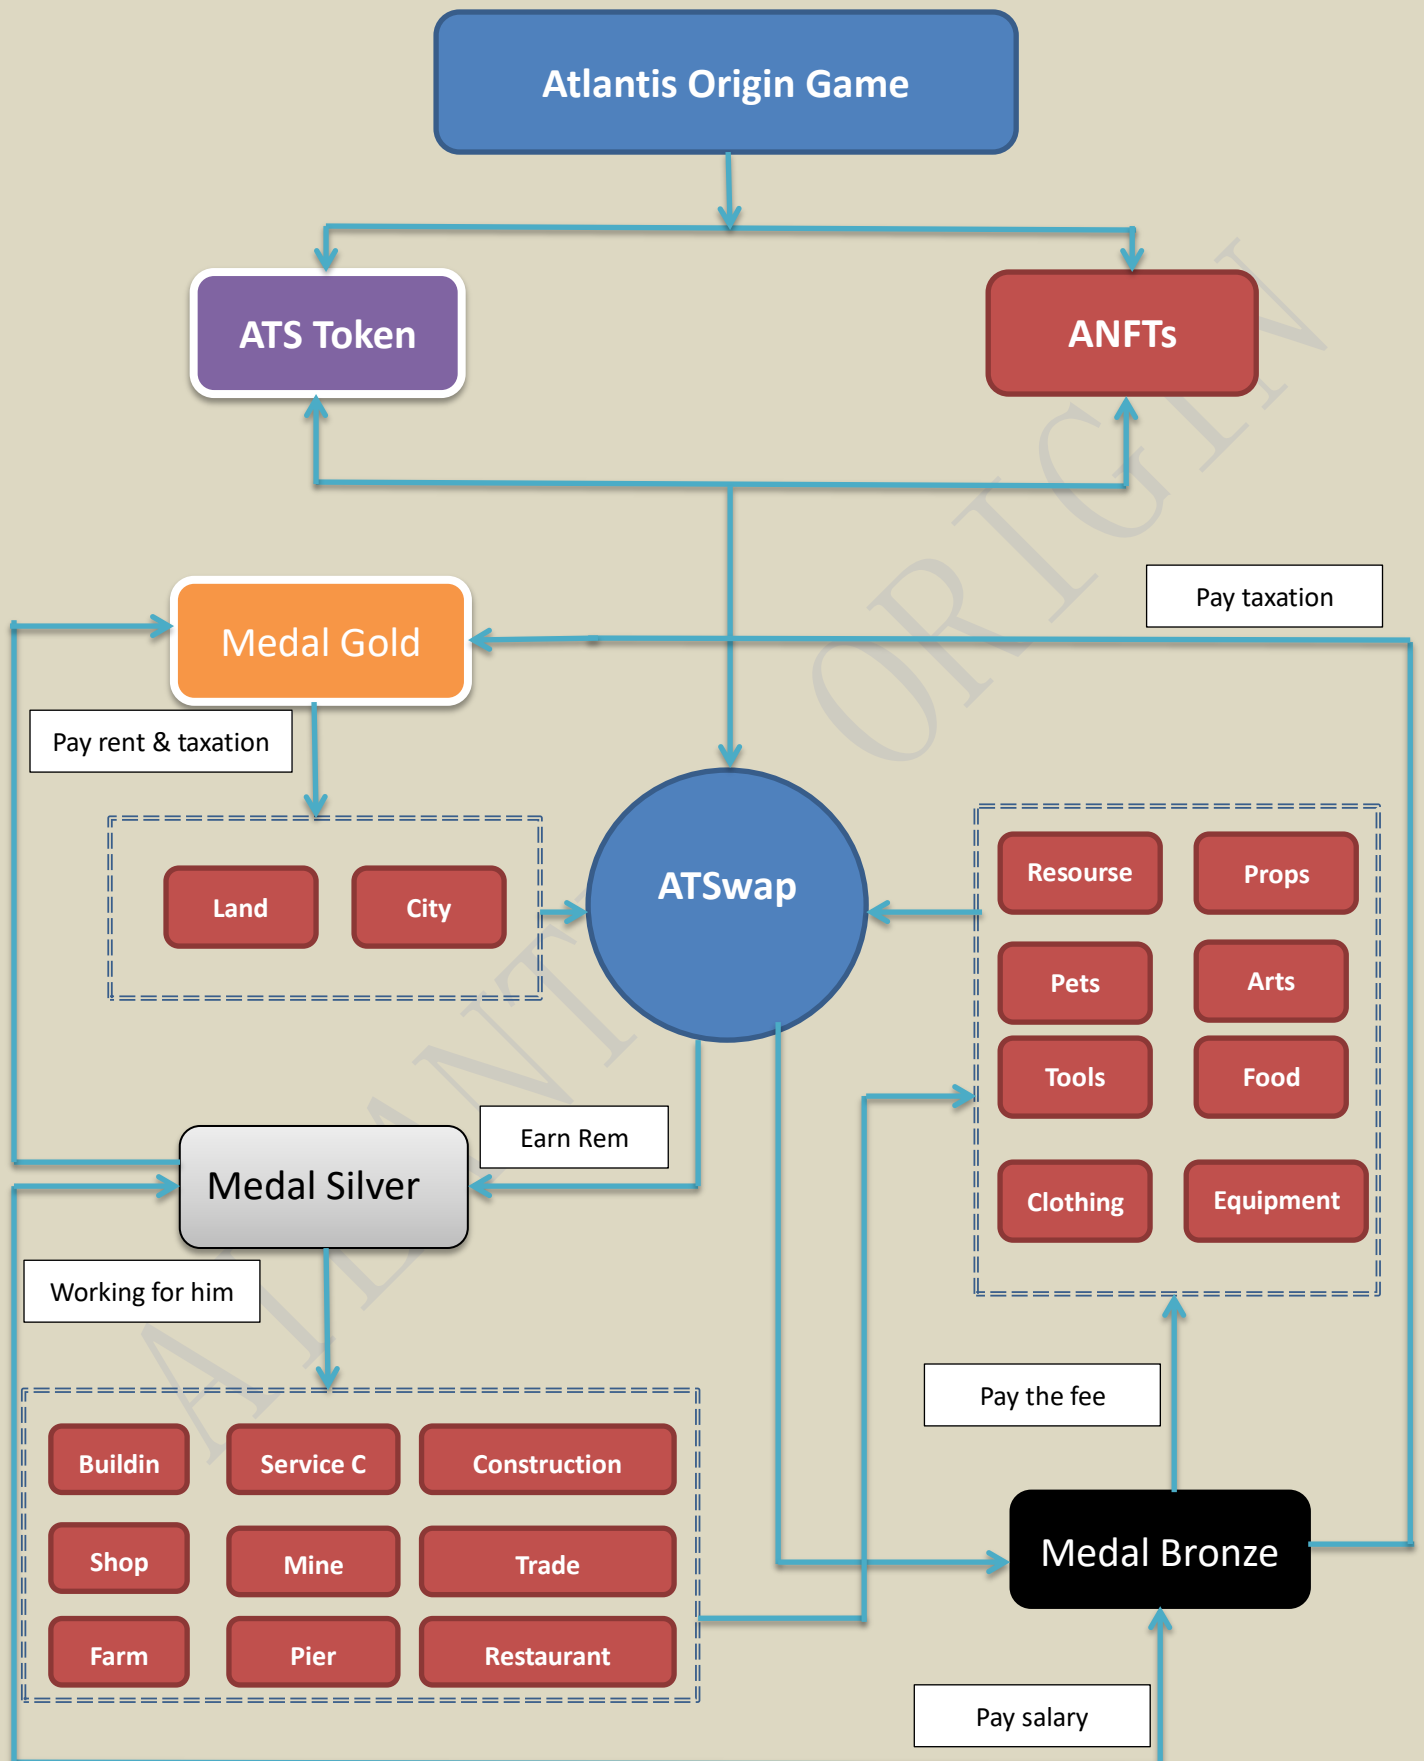 Atlantis Origin Game
ATS Token
ANFTs
Pay taxation
Medal Gold
Pay rent & taxation
Land
City
ATSwap
Resourse
Props
Pets
Arts
Tools
Food
Clothing
Equipment
Earn Rem
Medal Silver
Working for him
Pay the fee
Buildin
Service C
Construction
Shop
Mine
Trade
Farm
Pier
Restaurant
Medal Bronze
Pay salary
ATLANTIS ORIGIN